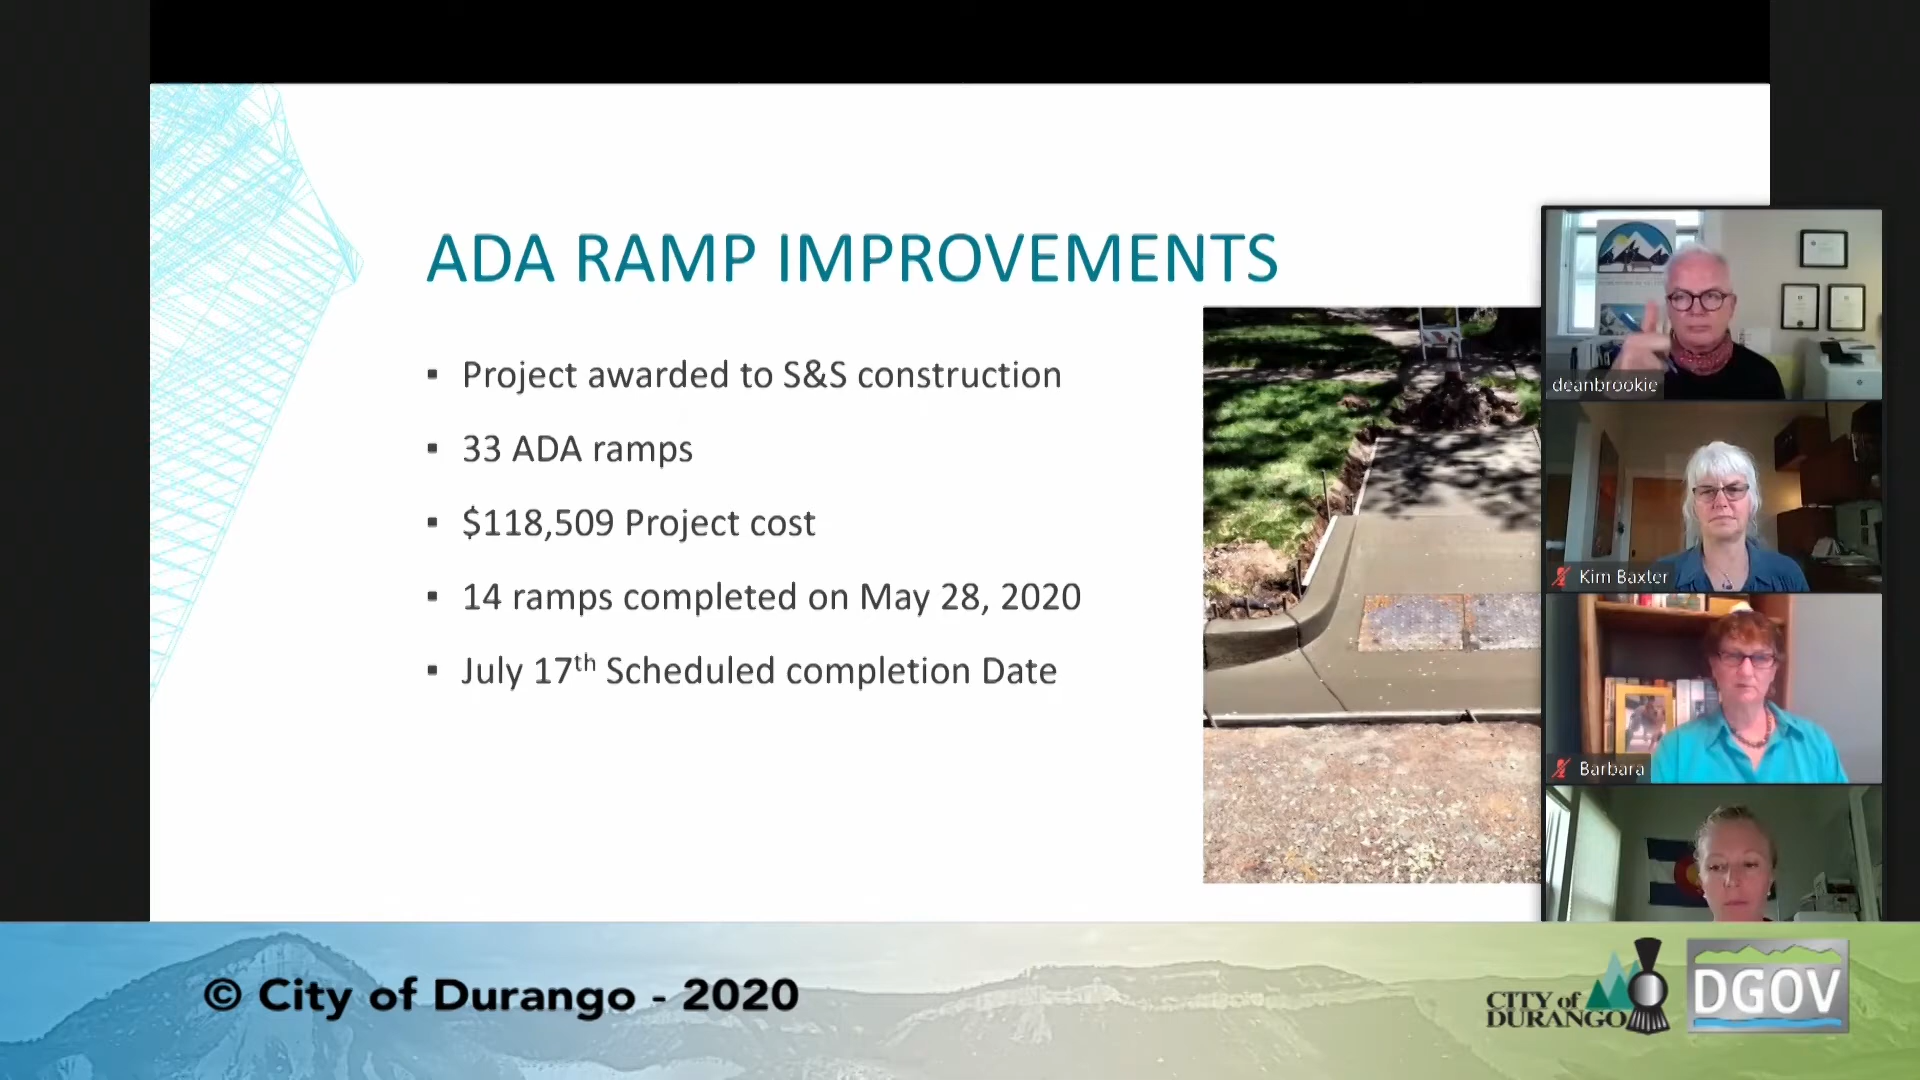 ADA RAMP IMPROVEMENTS
▪ Project awarded to S&S construction
▪ 33 ADA ramps
▪ $118,509 Project cost
▪ 14 ramps completed on May 28, 2020
▪ July 17th Scheduled completion Date
deanbrookie
Kim Baxter
Barbara
© City of Durango - 2020
CITY of
DURANGO
DGOV